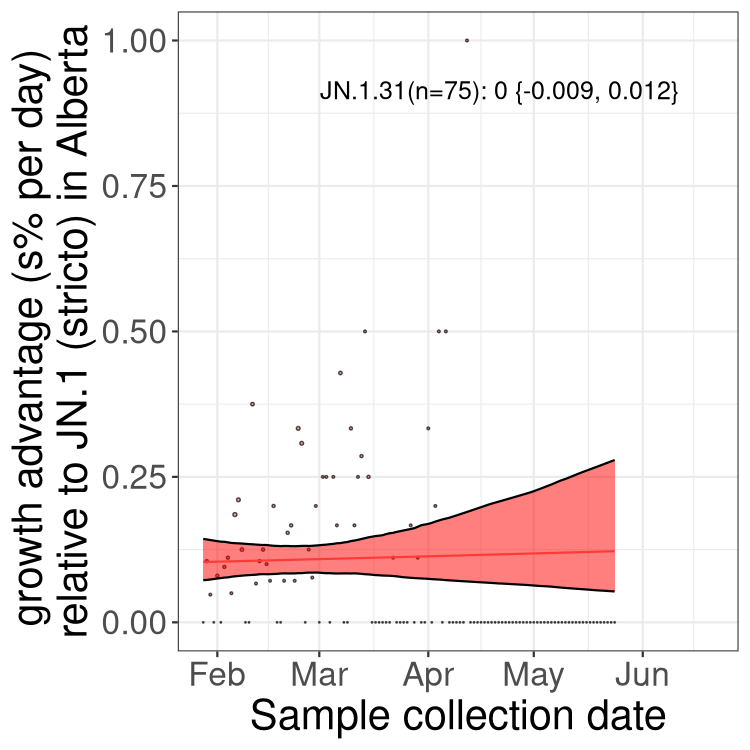 growth advantage (s% per day)
relative to JN.1 (stricto) in Alberta
1.00
0.75
0.50
0.25
0.00
JN.1.31(n=75): 0 {-0.009, 0.012}
Feb Mar Apr May Jun
Sample collection date